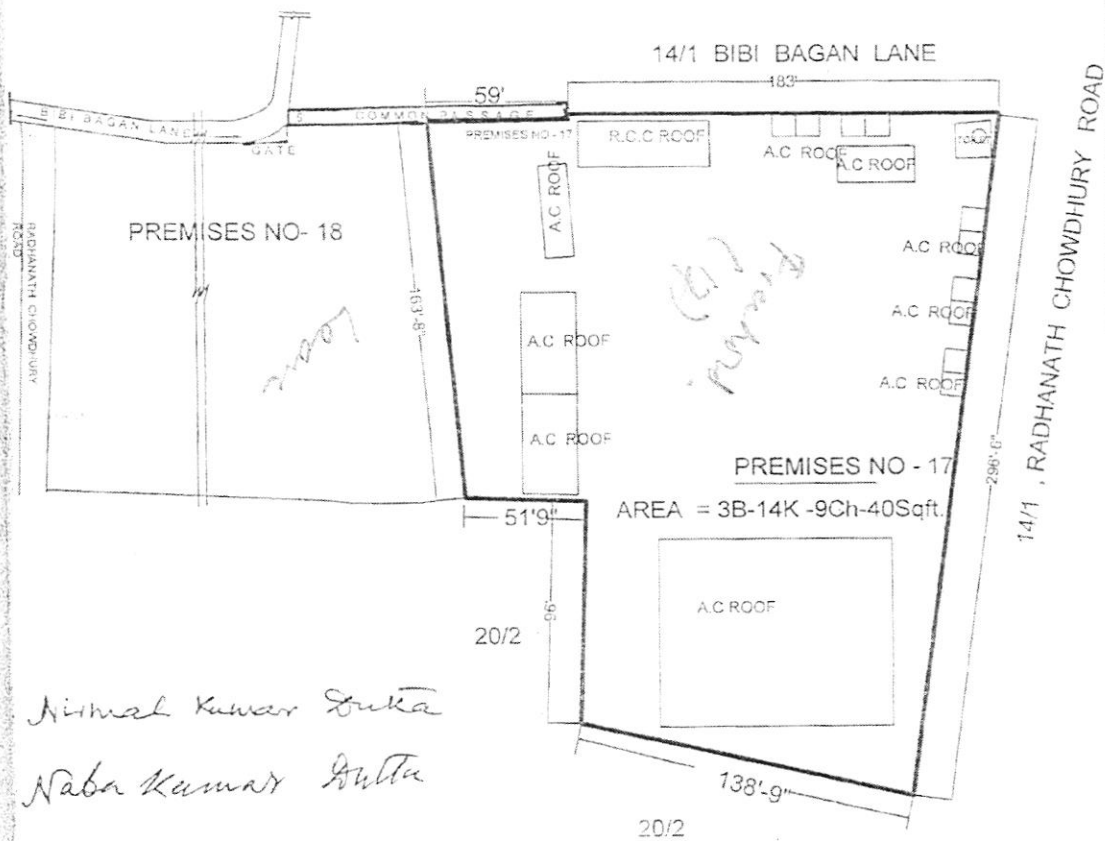 14/1 BIBI BAGAN LANE
183'
59'
BIBI BAGAN LANE
COMMON PASSAGE
GATE
PREMISES NO-17
R.C.C ROOF
A.C ROOF
A.C ROOF
A.C ROOF
PREMISES NO- 18
RADHANATH CHOWDHURY
ROAD
163'-8"
A.C ROOF
A.C ROOF
A.C ROOF
A.C ROOF
A.C ROOF
A.C ROOF
14/1 , RADHANATH CHOWDHURY ROAD
PREMISES NO - 17
AREA = 3B-14K -9Ch-40Sqft.
51'9"
96'
20/2
A.C ROOF
138'-9"
20/2
Nirmal Kumar Dutta
Naba Kumar Dutta